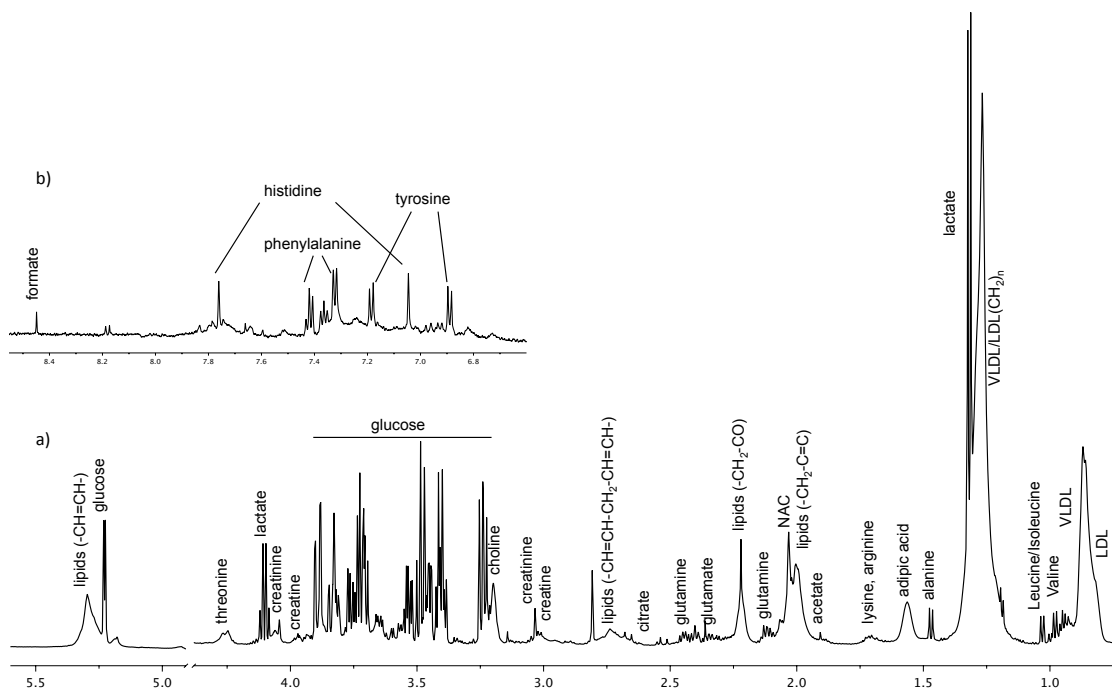 b)
histidine
tyrosine
phenylalanine
formate
8.4 8.2 8.0 7.8 7.6 7.4 7.2 7.0 6.8
a)
lipids (-CH=CH-)
glucose
threonine
lactate
creatinine
creatine
glucose
choline
creatinine
creatine
lipids (-CH=CH-CH2-CH=CH-)
citrate
glutamine
glutamate
lipids (-CH2-CO)
glutamine
NAC
lipids (-CH2-C=C)
acetate
lysine, arginine
adipic acid
alanine
lactate
VLDL/LDL(CH2)n
Leucine/Isoleucine
Valine
VLDL
LDL
5.5 5.0 4.0 3.5 3.0 2.5 2.0 1.5 1.0